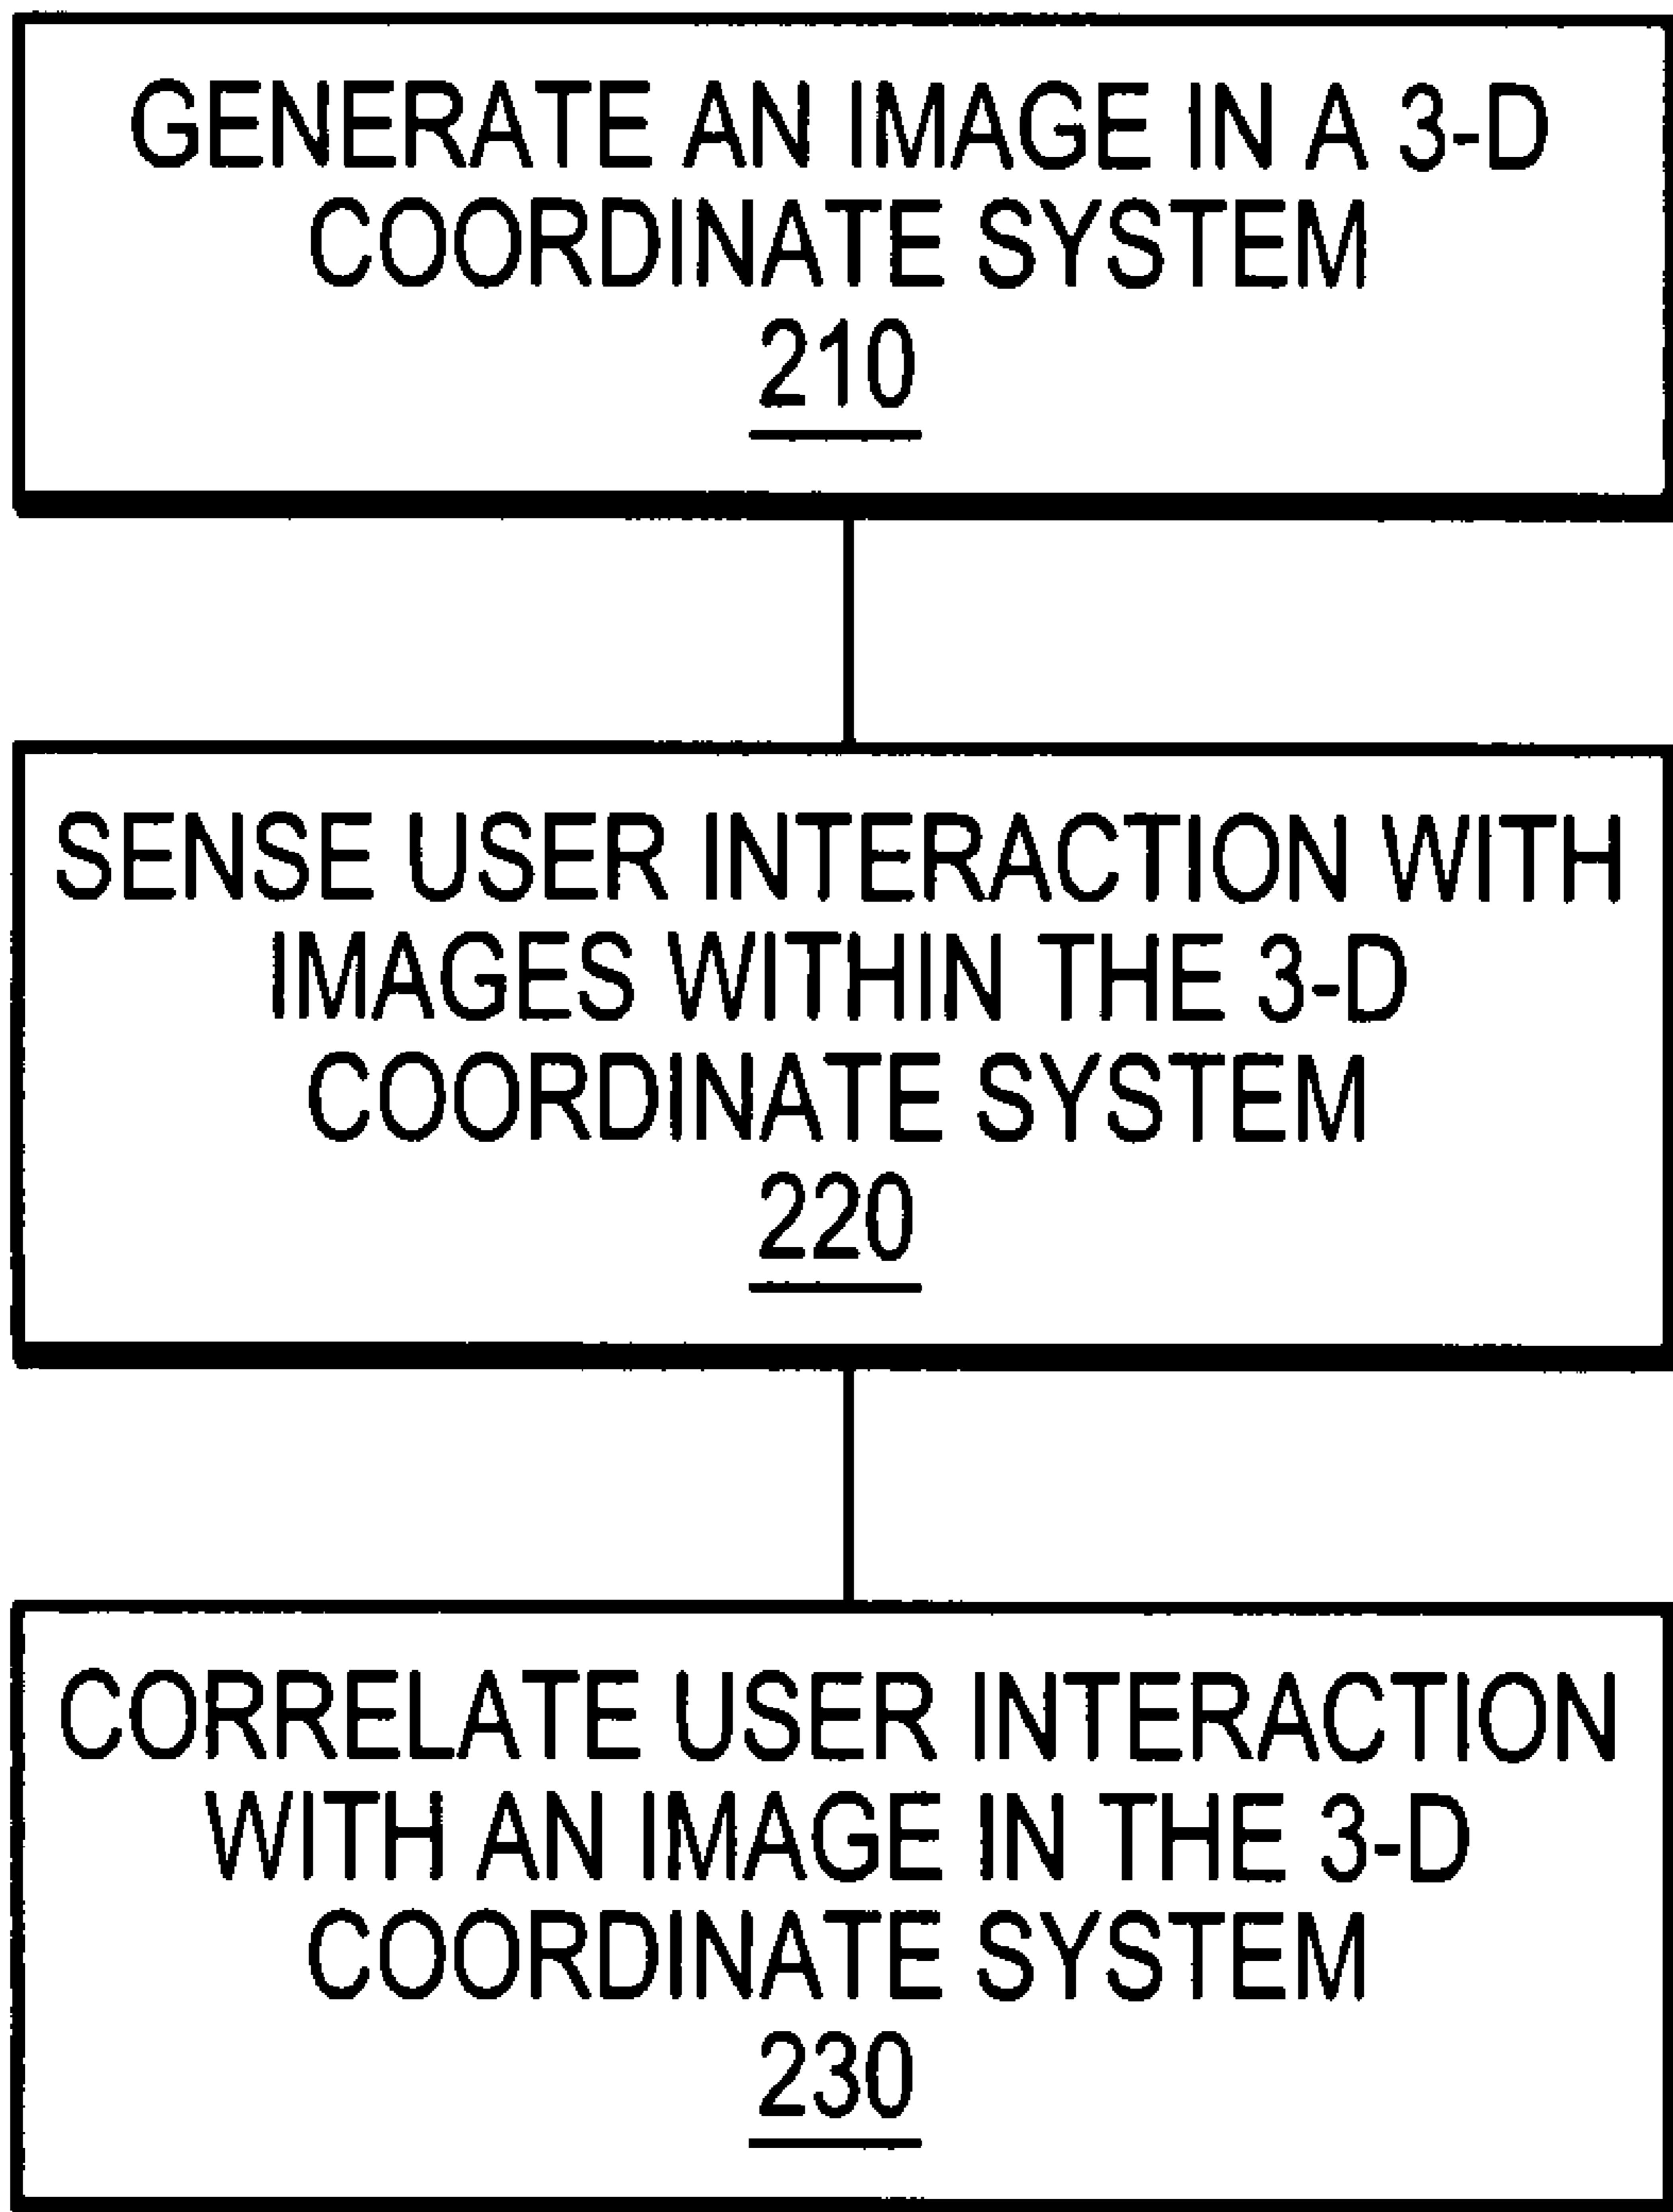 GENERATE AN IMAGE IN A 3-D
COORDINATE SYSTEM
210
SENSE USER INTERACTION WITH
IMAGES WITHIN THE 3-D
COORDINATE SYSTEM
220
CORRELATE USER INTERACTION
WITH AN IMAGE IN THE 3-D
COORDINATE SYSTEM
230